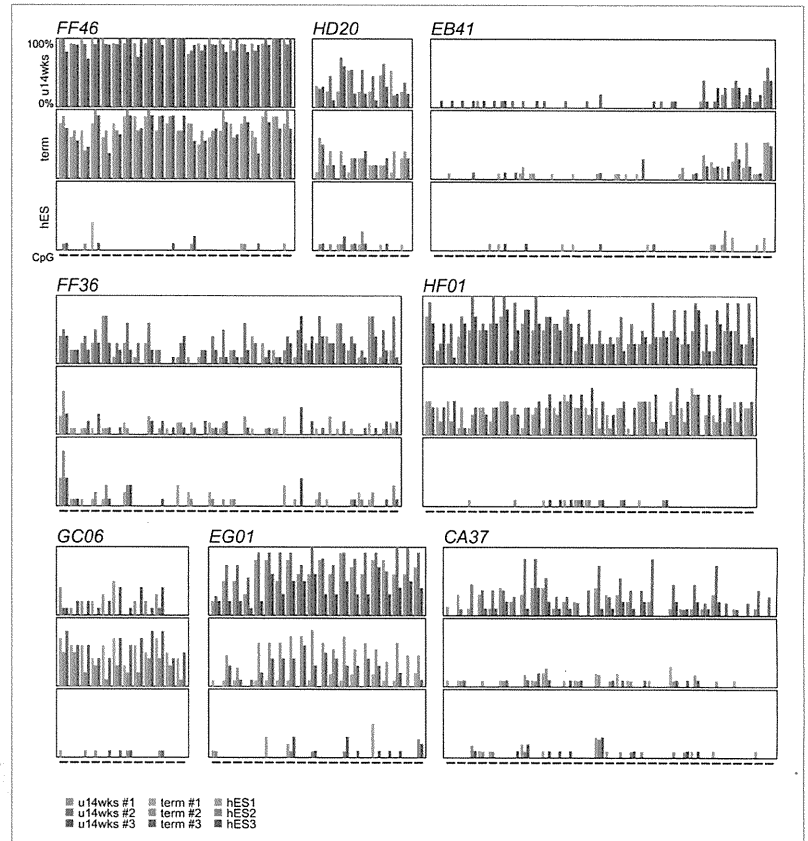 FF46
HD20
EB41
100%
u14wks
0%
term
hES
CpG
FF36
HF01
GC06
EG01
CA37
u14wks #1 term #1 hES1
u14wks #2 term #2 hES2
u14wks #3 term #3 hES3